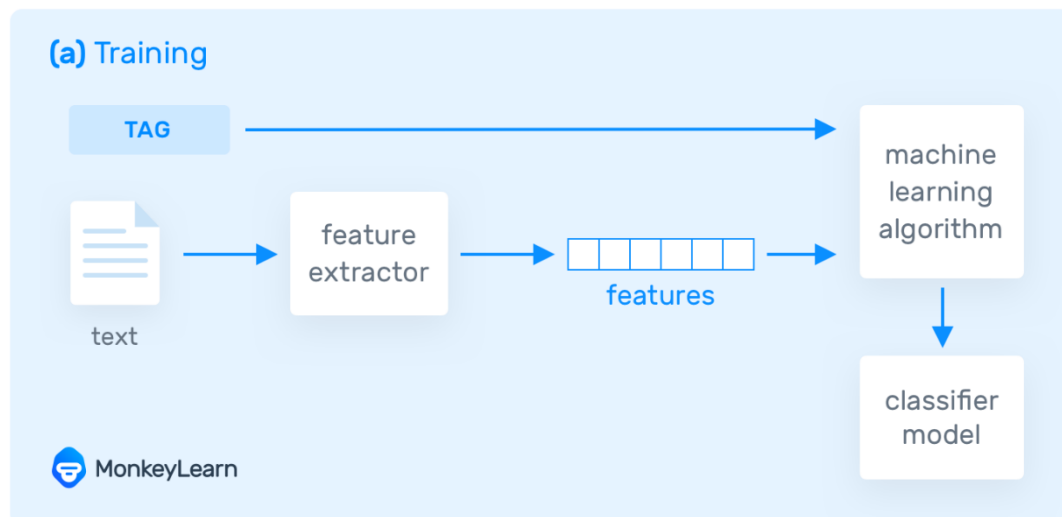 (a) Training
TAG
machine
learning
algorithm
feature
extractor
features
text
classifier
model
MonkeyLearn